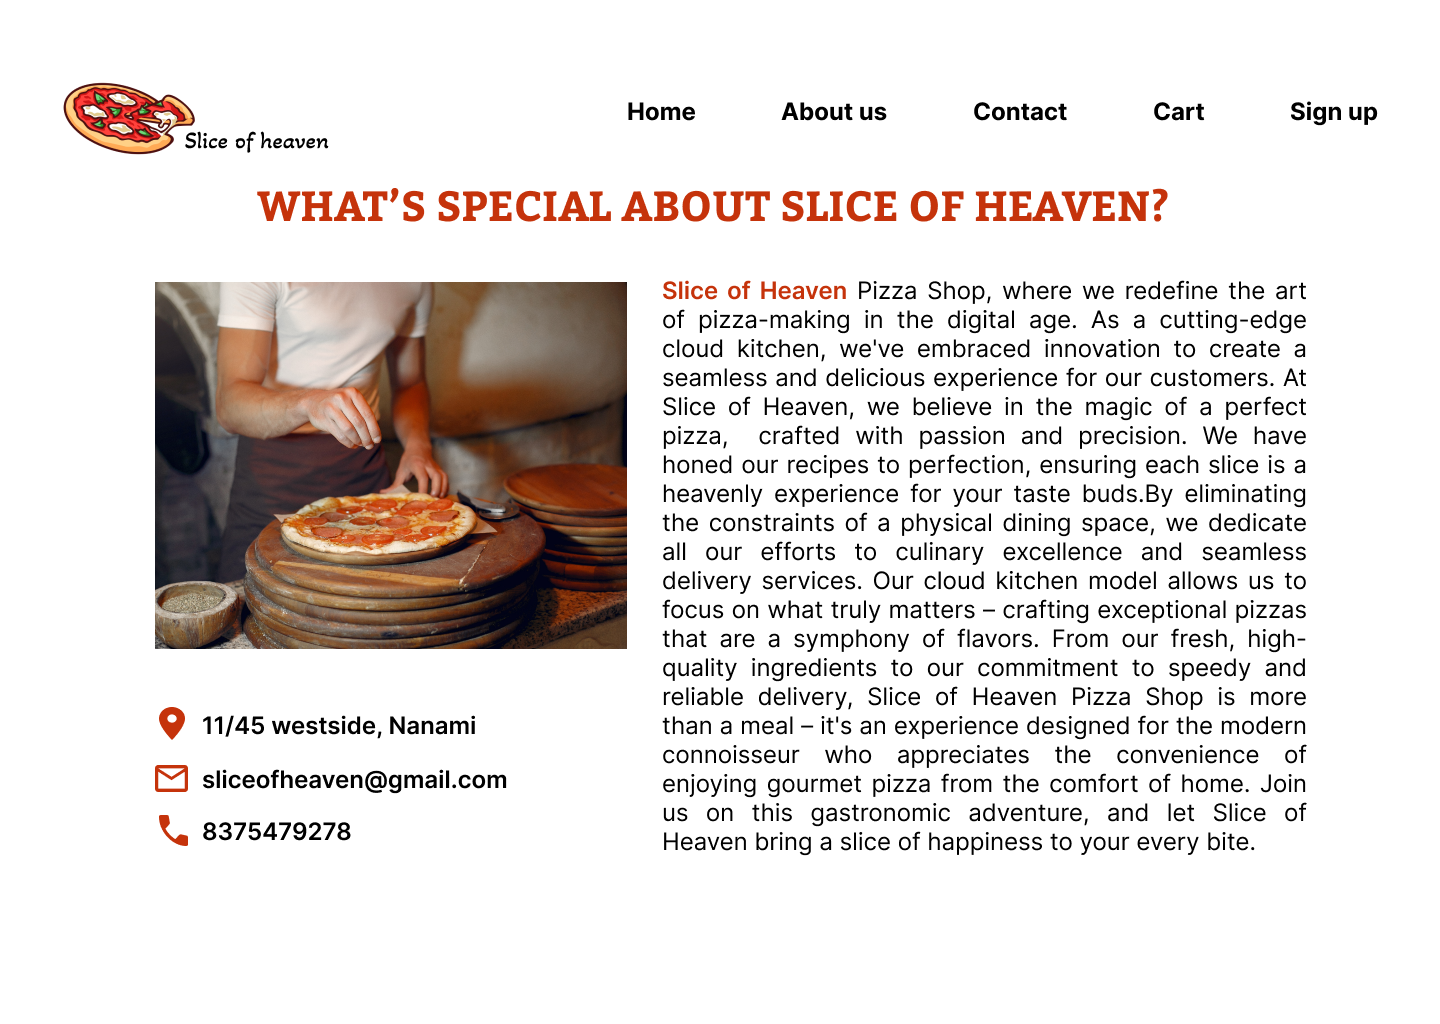 Slice of heaven
Home
About us
Contact
Cart
Sign up
WHAT’S SPECIAL ABOUT SLICE OF HEAVEN?
Slice of Heaven Pizza Shop, where we redefine the art
of pizza-making in the digital age. As a cutting-edge
cloud kitchen, we've embraced innovation to create a
seamless and delicious experience for our customers. At
Slice of Heaven, we believe in the magic of a perfect
pizza, crafted with passion and precision. We have
honed our recipes to perfection, ensuring each slice is a
heavenly experience for your taste buds.By eliminating
the constraints of a physical dining space, we dedicate
all our efforts to culinary excellence and seamless
delivery services. Our cloud kitchen model allows us to
focus on what truly matters – crafting exceptional pizzas
that are a symphony of flavors. From our fresh, high-
quality ingredients to our commitment to speedy and
reliable delivery, Slice of Heaven Pizza Shop is more
than a meal – it's an experience designed for the modern
connoisseur who appreciates the convenience of
enjoying gourmet pizza from the comfort of home. Join
us on this gastronomic adventure, and let Slice of
Heaven bring a slice of happiness to your every bite.
11/45 westside, Nanami
sliceofheaven@gmail.com
8375479278